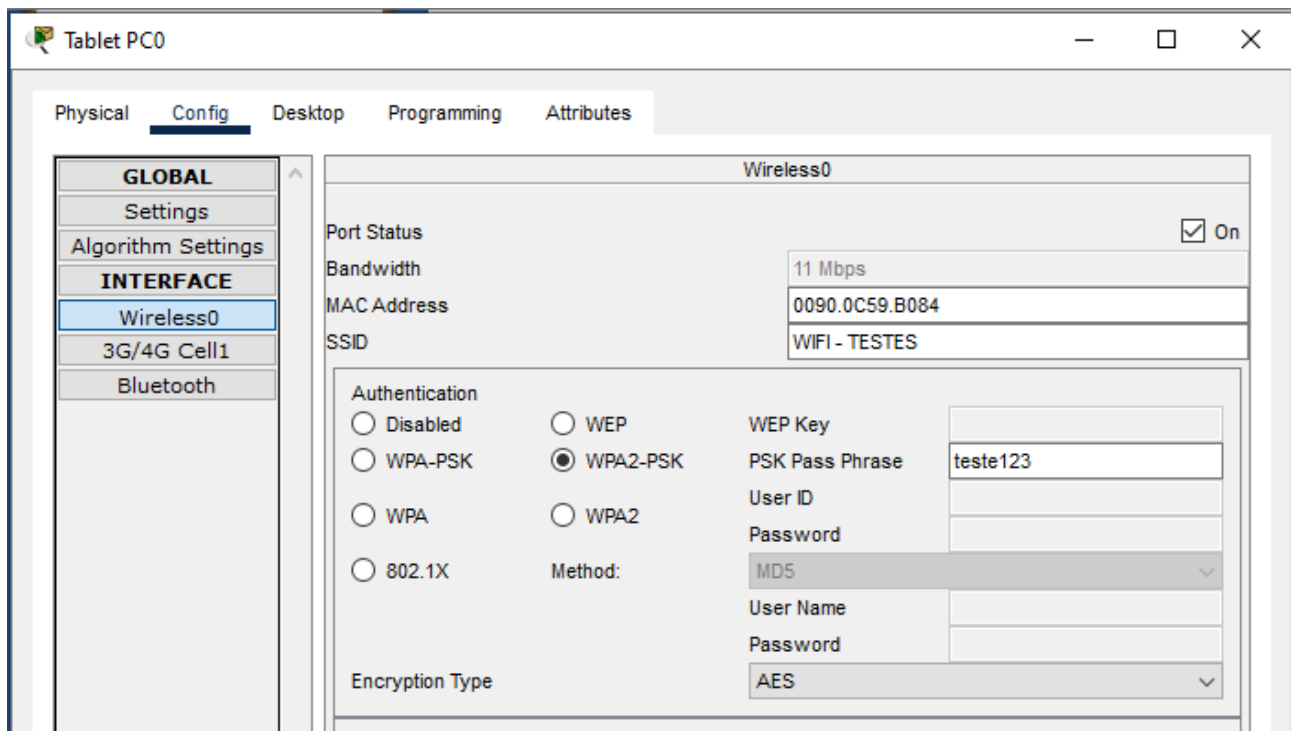 Tablet PC0
Physical Config Desktop Programming Attributes
GLOBAL
Settings
Algorithm Settings
INTERFACE
Wireless0
3G/4G Cell1
Bluetooth
Wireless0
Port Status On
Bandwidth 11 Mbps
MAC Address 0090.0C59.B084
SSID WIFI - TESTES
Authentication
Disabled WEP WEP Key
WPA-PSK WPA2-PSK PSK Pass Phrase teste123
User ID
WPA WPA2
Password
802.1X Method: MD5
User Name
Password
Encryption Type AES